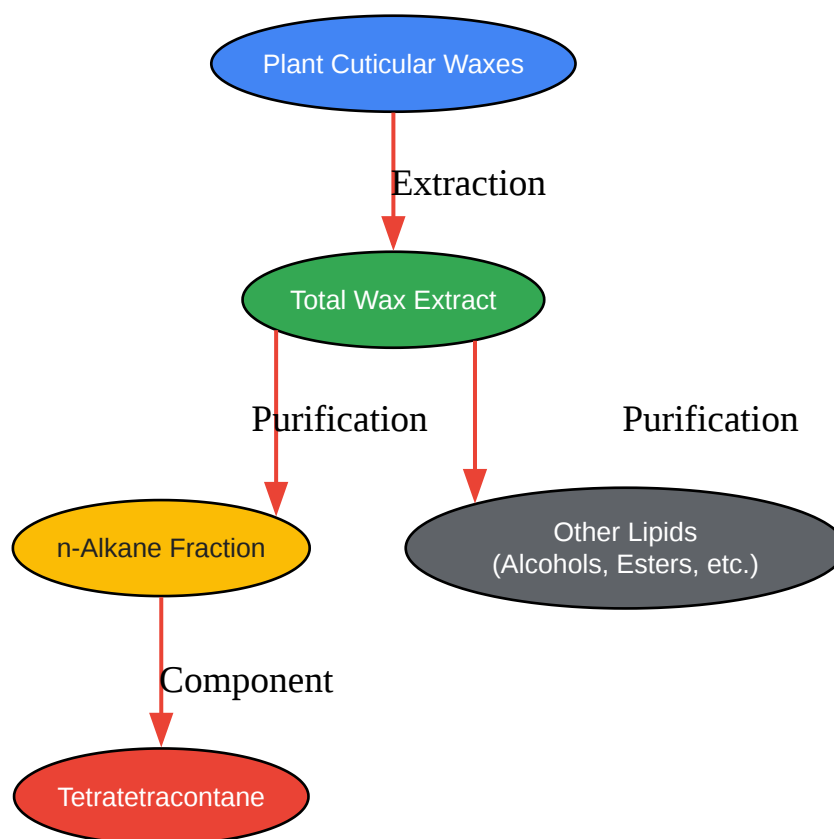 Plant Cuticular Waxes
Extraction
Total Wax Extract
Purification
Purification
n-Alkane Fraction
Other Lipids
(Alcohols, Esters, etc.)
Component
Tetratetracontane